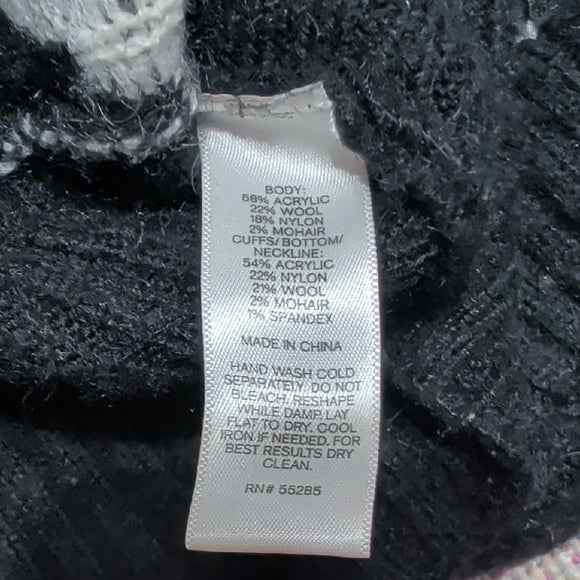 BODY:
58% ACRYLIC
22% WOOL
18% NYLON
2% MOHAIR
CUFFS/BOTTOM/
NECKLINE:
54% ACRYLIC
22% NYLON
21% WOOL
2% MOHAIR
1% SPANDEX
MADE IN CHINA
HAND WASH COLD
SEPARATELY. DO NOT
BLEACH. RESHAPE
WHILE DAMP. LAY
FLAT TO DRY. COOL
IRON IF NEEDED. FOR
BEST RESULTS DRY
CLEAN.
RN# 55285